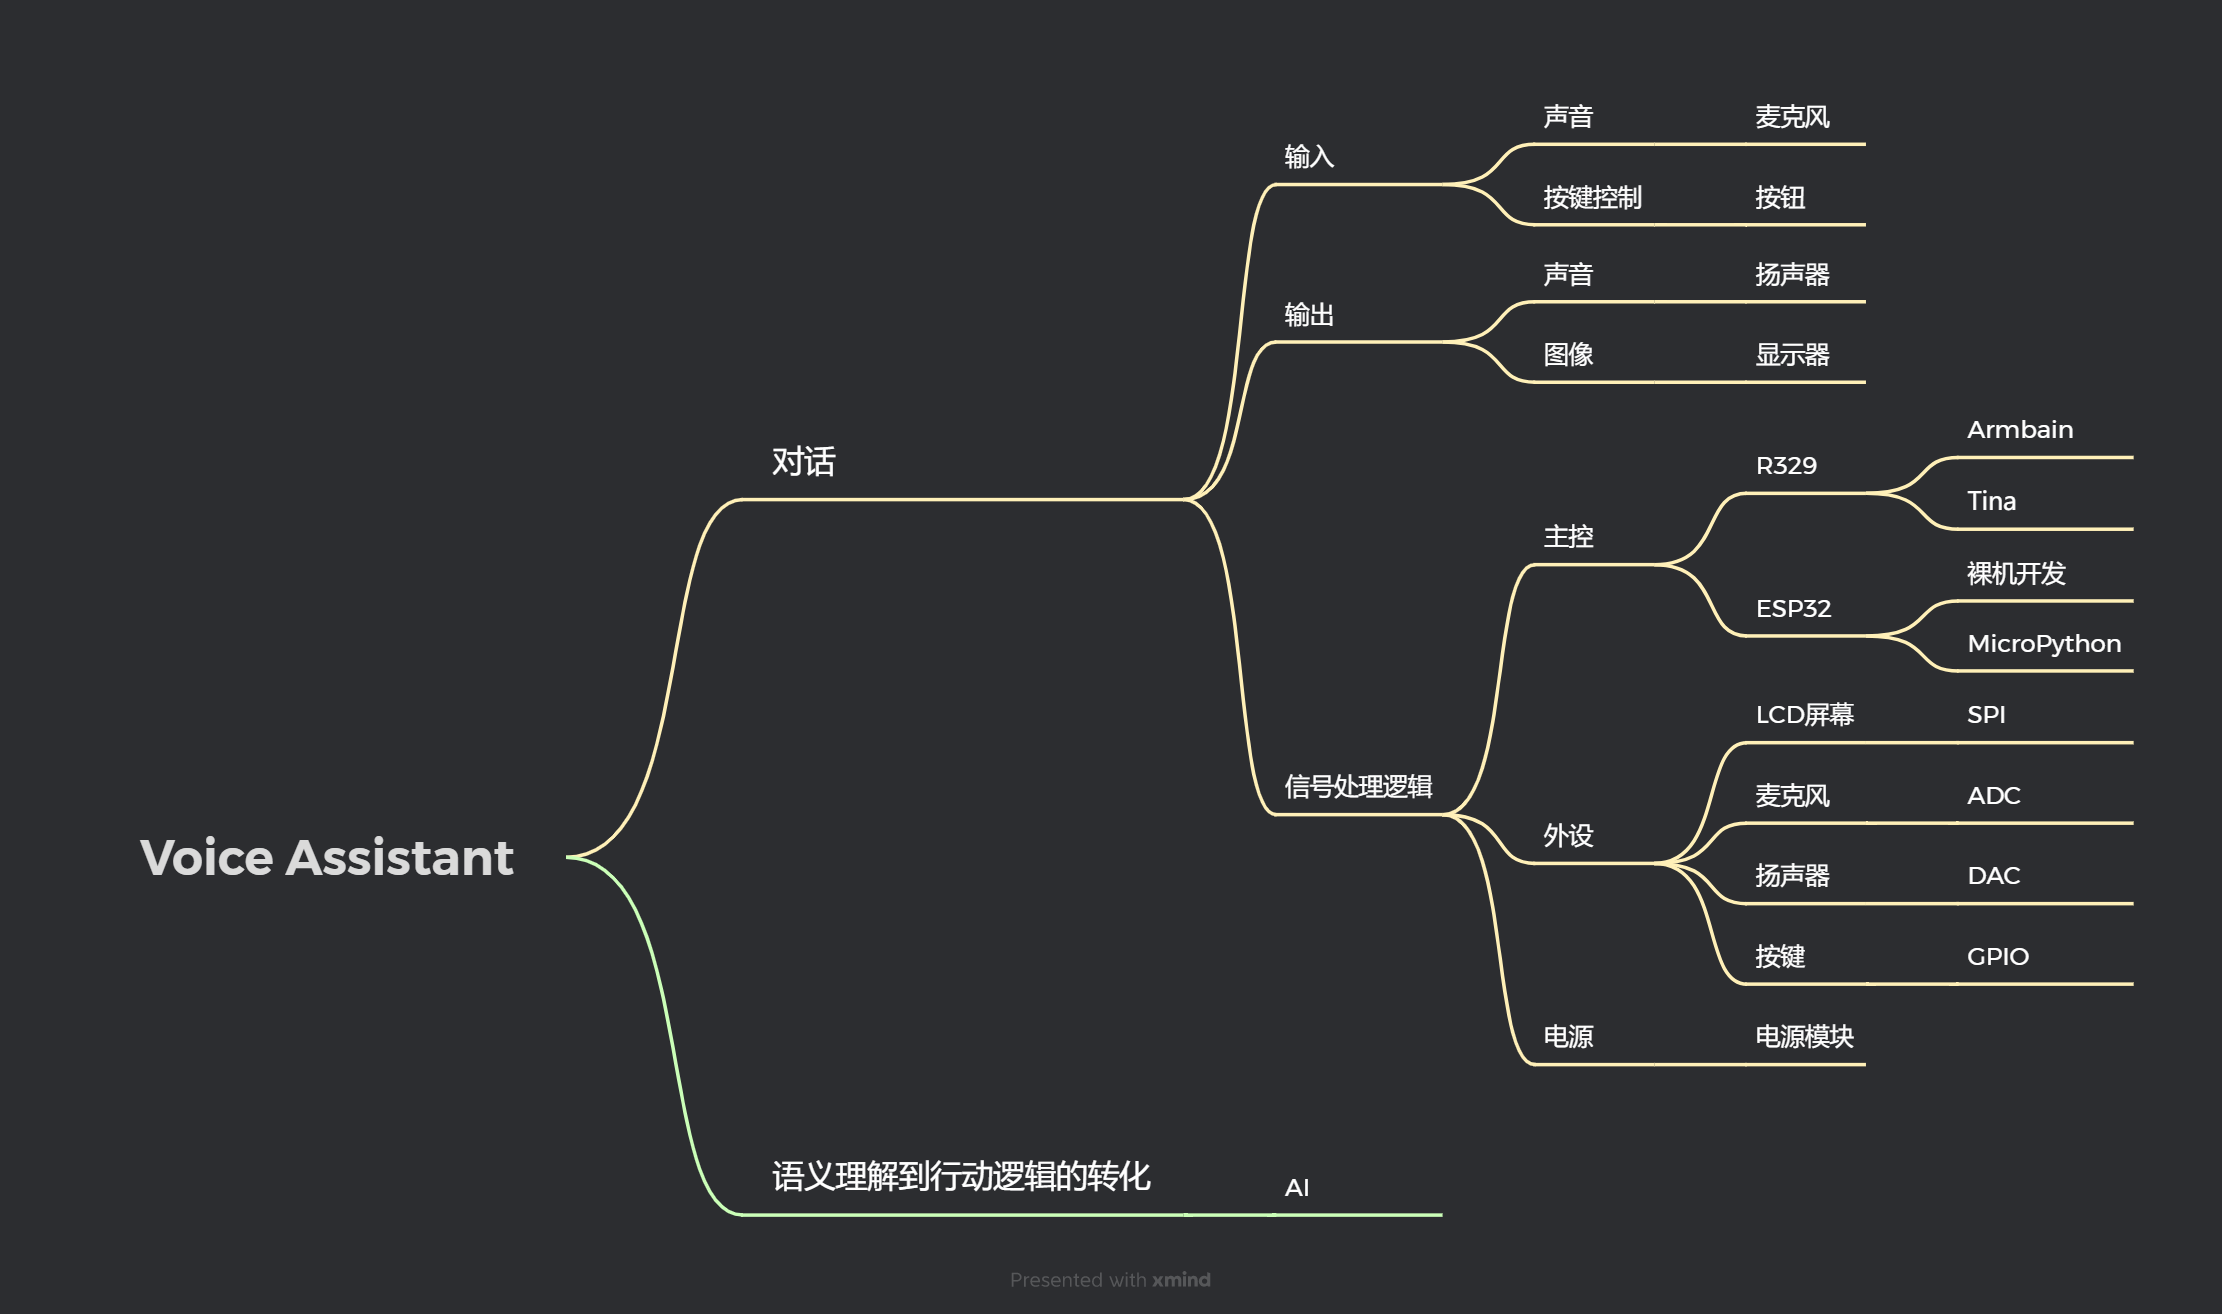 Voice Assistant
对话
输入
声音
麦克风
按键控制
按钮
输出
声音
扬声器
图像
显示器
信号处理逻辑
主控
R329
Armbain
Tina
ESP32
裸机开发
MicroPython
外设
LCD屏幕
SPI
麦克风
ADC
扬声器
DAC
按键
GPIO
电源
电源模块
语义理解到行动逻辑的转化
AI
Presented with xmind